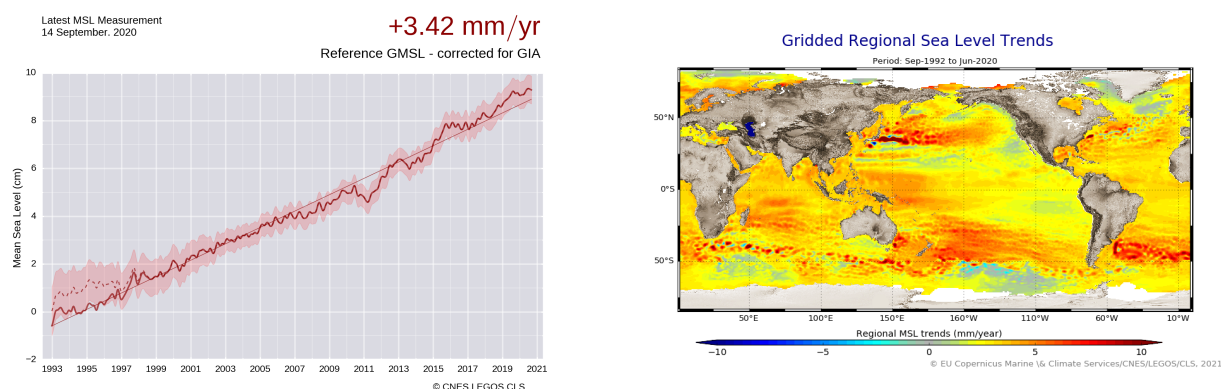 Latest MSL Measurement
14 September. 2020
+3.42 mm/yr
Reference GMSL - corrected for GIA
Mean Sea Level (cm)
10
8
6
4
2
0
−2
1993 1995 1997 1999 2001 2003 2005 2007 2009 2011 2013 2015 2017 2019 2021
© CNES LEGOS CLS
Gridded Regional Sea Level Trends
Period: Sep-1992 to Jun-2020
50°N
0°S
50°S
50°E 100°E 150°E 160°W 110°W 60°W 10°W
Regional MSL trends (mm/year)
−10 −5 0 5 10
© EU Copernicus Marine \& Climate Services/CNES/LEGOS/CLS, 2021